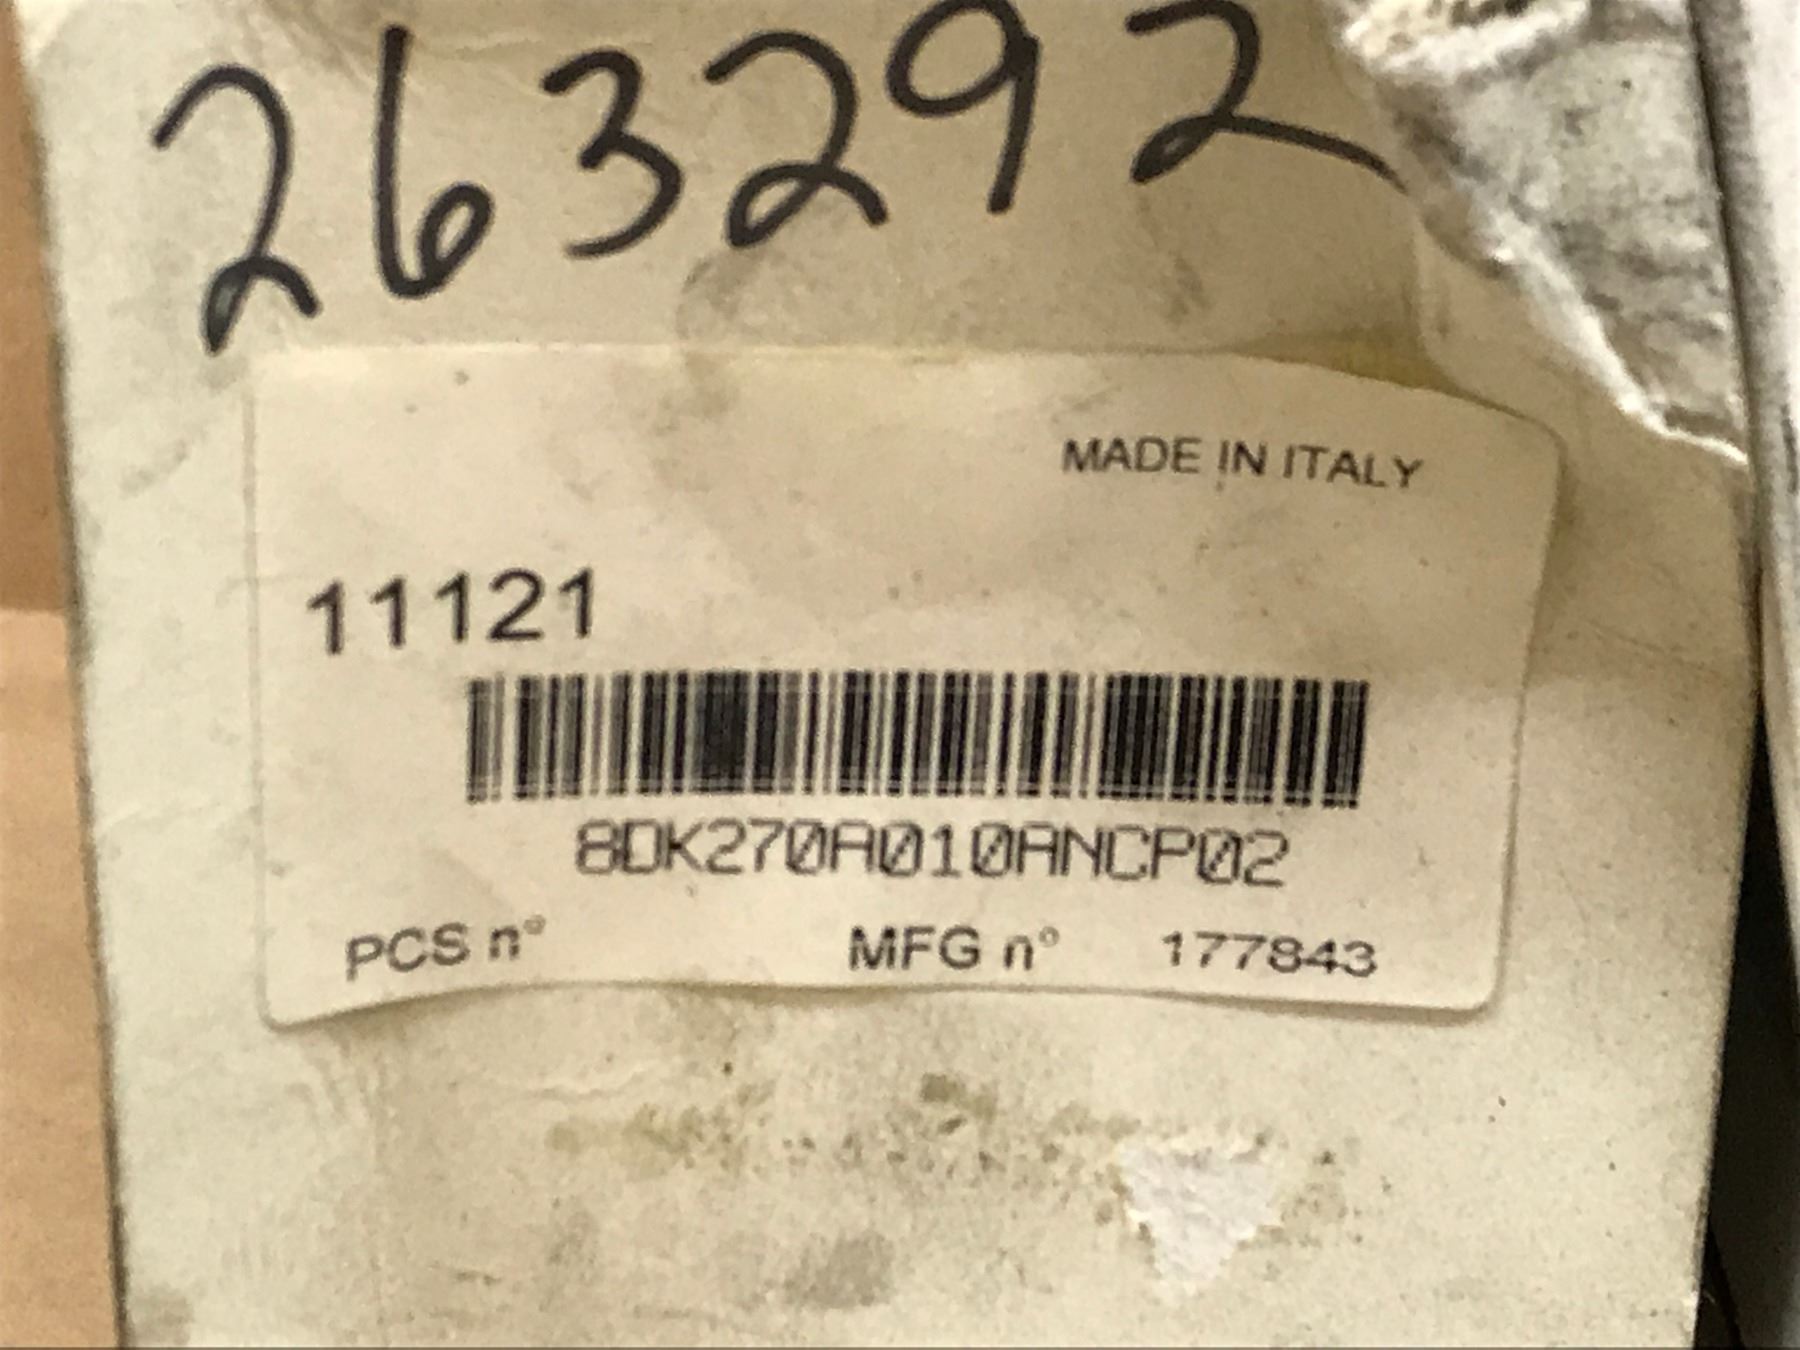 263292
MADE IN ITALY
11121
8DK270A010ANCP02
PCS n° MFG n° 177843